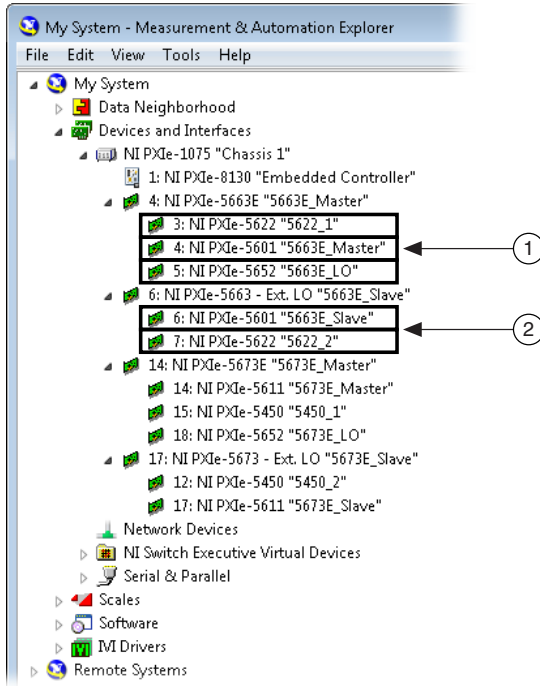 My System - Measurement & Automation Explorer
File Edit View Tools Help
My System
Data Neighborhood
Devices and Interfaces
NI PXIe-1075 "Chassis 1"
1: NI PXIe-8130 "Embedded Controller"
4: NI PXIe-5663E "5663E_Master"
3: NI PXIe-5622 "5622_1"
4: NI PXIe-5601 "5663E_Master"
1
5: NI PXIe-5652 "5663E_LO"
6: NI PXIe-5663 - Ext. LO "5663E_Slave"
6: NI PXIe-5601 "5663E_Slave"
2
7: NI PXIe-5622 "5622_2"
14: NI PXIe-5673E "5673E_Master"
14: NI PXIe-5611 "5673E_Master"
15: NI PXIe-5450 "5450_1"
18: NI PXIe-5652 "5673E_LO"
17: NI PXIe-5673 - Ext. LO "5673E_Slave"
12: NI PXIe-5450 "5450_2"
17: NI PXIe-5611 "5673E_Slave"
Network Devices
NI Switch Executive Virtual Devices
Serial & Parallel
Scales
Software
IVI Drivers
Remote Systems